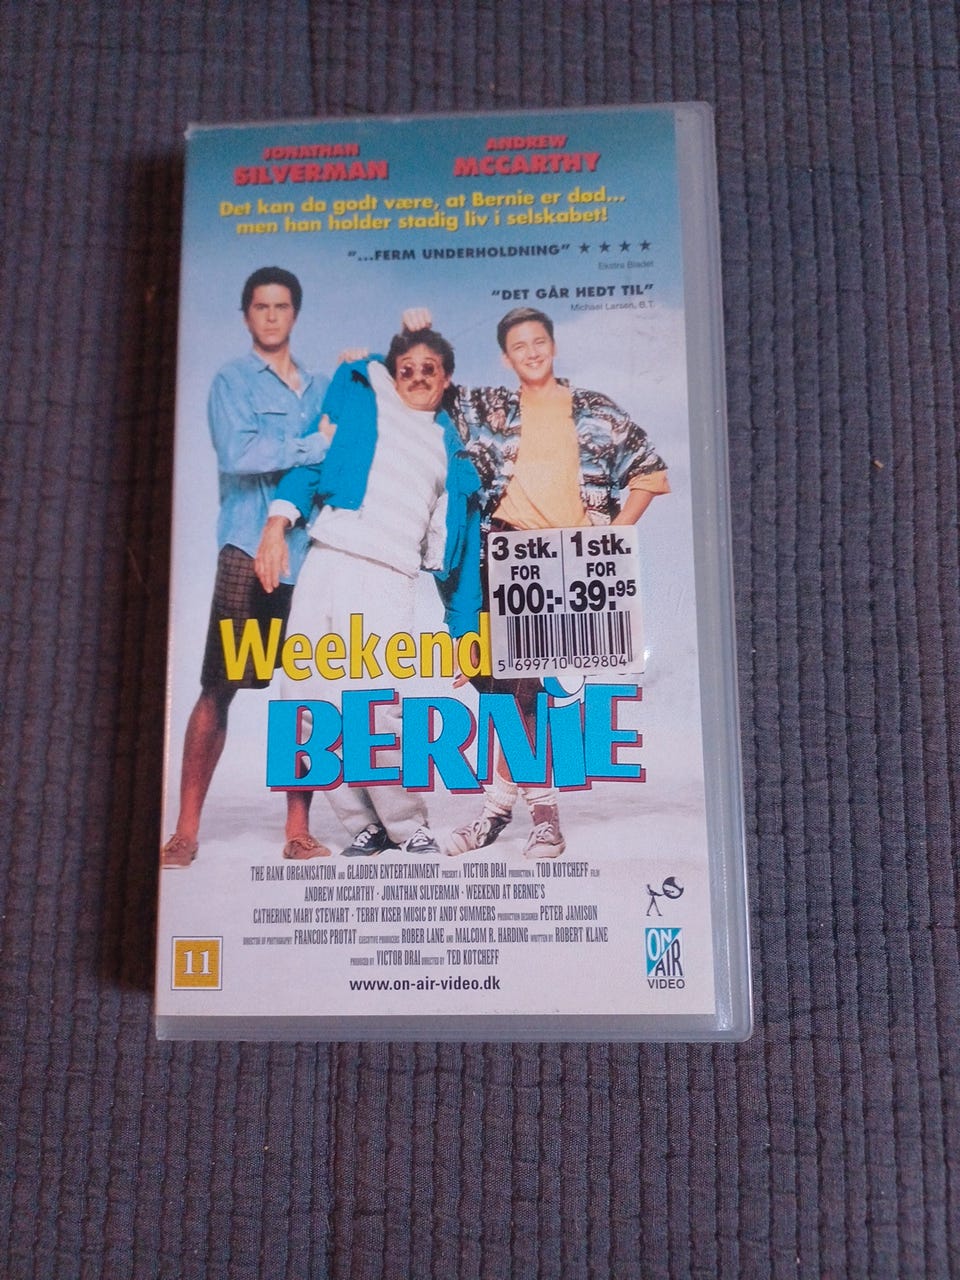 JONATHAN
SILVERMAN
ANDREW
MCCARTHY
Det kan da godt være, at Bernie er død...
men han holder stadig liv i selskabet!
"...FERM UNDERHOLDNING" ★ ★ ★ ★
Ekstra Bladet
"DET GÅR HEDT TIL"
Michael Larsen, B.T.
3 stk. 1 stk.
FOR FOR
100:- 39:95
5 699710 029804
Weekend
BERNIE
THE RANK ORGANISATION AND GLADDEN ENTERTAINMENT PRESENT A VICTOR DRAI PRODUCTION A TOD KOTCHEFF FILM
ANDREW MCCARTHY · JONATHAN SILVERMAN · WEEKEND AT BERNIE'S
CATHERINE MARY STEWART · TERRY KISER MUSIC BY ANDY SUMMERS PRODUCTION DESIGNER PETER JAMISON
DIRECTOR OF PHOTOGRAPHY FRANCOIS PROTAT EXECUTIVE PRODUCERS ROBER LANE AND MALCOM R. HARDING WRITTEN BY ROBERT KLANE
PRODUCED BY VICTOR DRAI DIRECTED BY TED KOTCHEFF
www.on-air-video.dk
11
ON
AIR
VIDEO